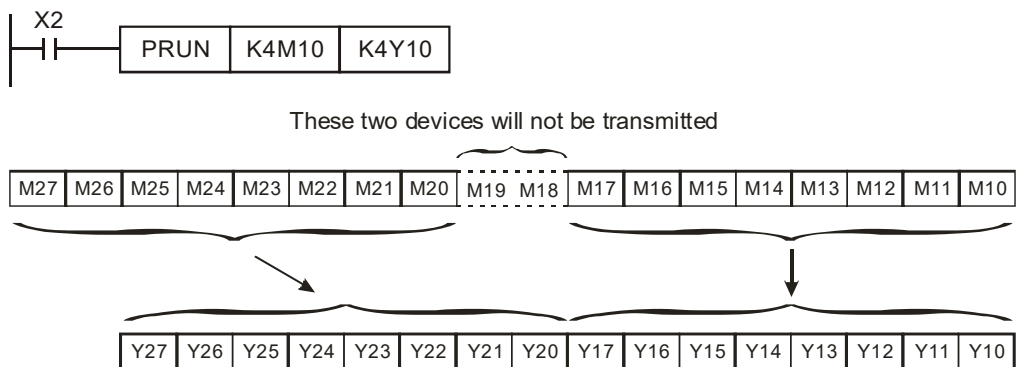 X2
PRUN K4M10 K4Y10
These two devices will not be transmitted
M27 M26 M25 M24 M23 M22 M21 M20 M19 M18 M17 M16 M15 M14 M13 M12 M11 M10
Y27 Y26 Y25 Y24 Y23 Y22 Y21 Y20 Y17 Y16 Y15 Y14 Y13 Y12 Y11 Y10